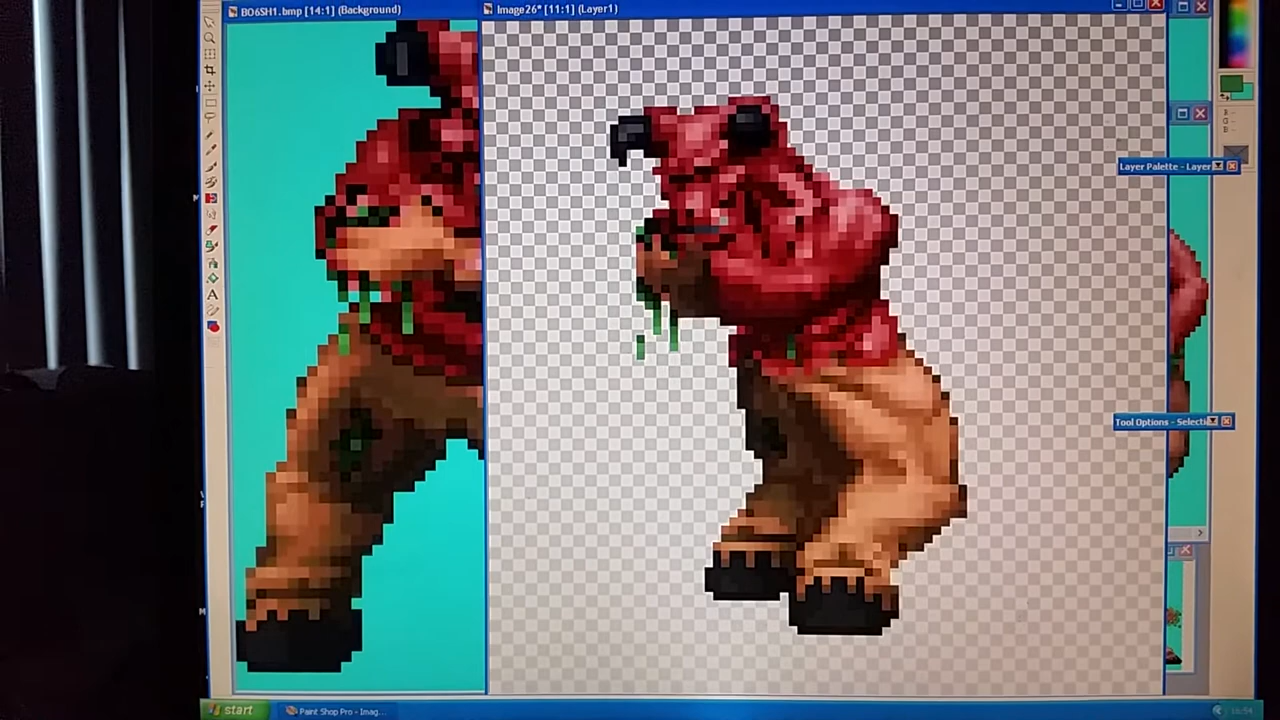 BO6SH1.bmp [14:1] (Background)
Image26* [11:1] (Layer1)
R
G
B
Layer Palette - Layer
Tool Options - Selecti
A
start
Paint Shop Pro - Imag...